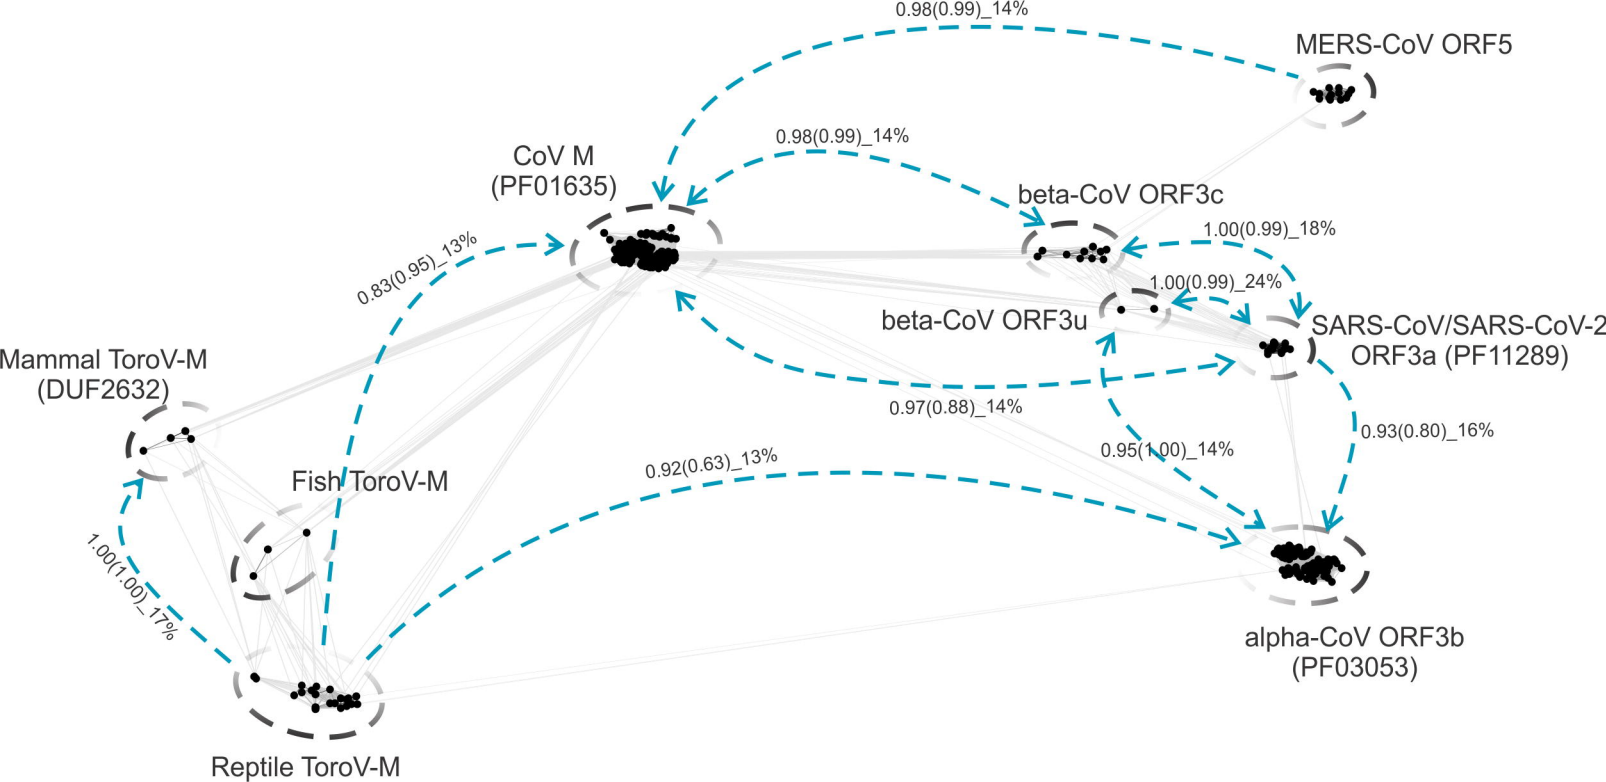 0.98(0.99)_14%
MERS-CoV ORF5
0.98(0.99)_14%
CoV M
(PF01635)
beta-CoV ORF3c
1.00(0.99)_18%
0.83(0.95)_13%
1.00(0.99)_24%
beta-CoV ORF3u
SARS-CoV/SARS-CoV-2
ORF3a (PF11289)
Mammal ToroV-M
(DUF2632)
0.97(0.88)_14%
0.93(0.80)_16%
0.95(1.00)_14%
0.92(0.63)_13%
Fish ToroV-M
1.00(1.00)_17%
alpha-CoV ORF3b
(PF03053)
Reptile ToroV-M